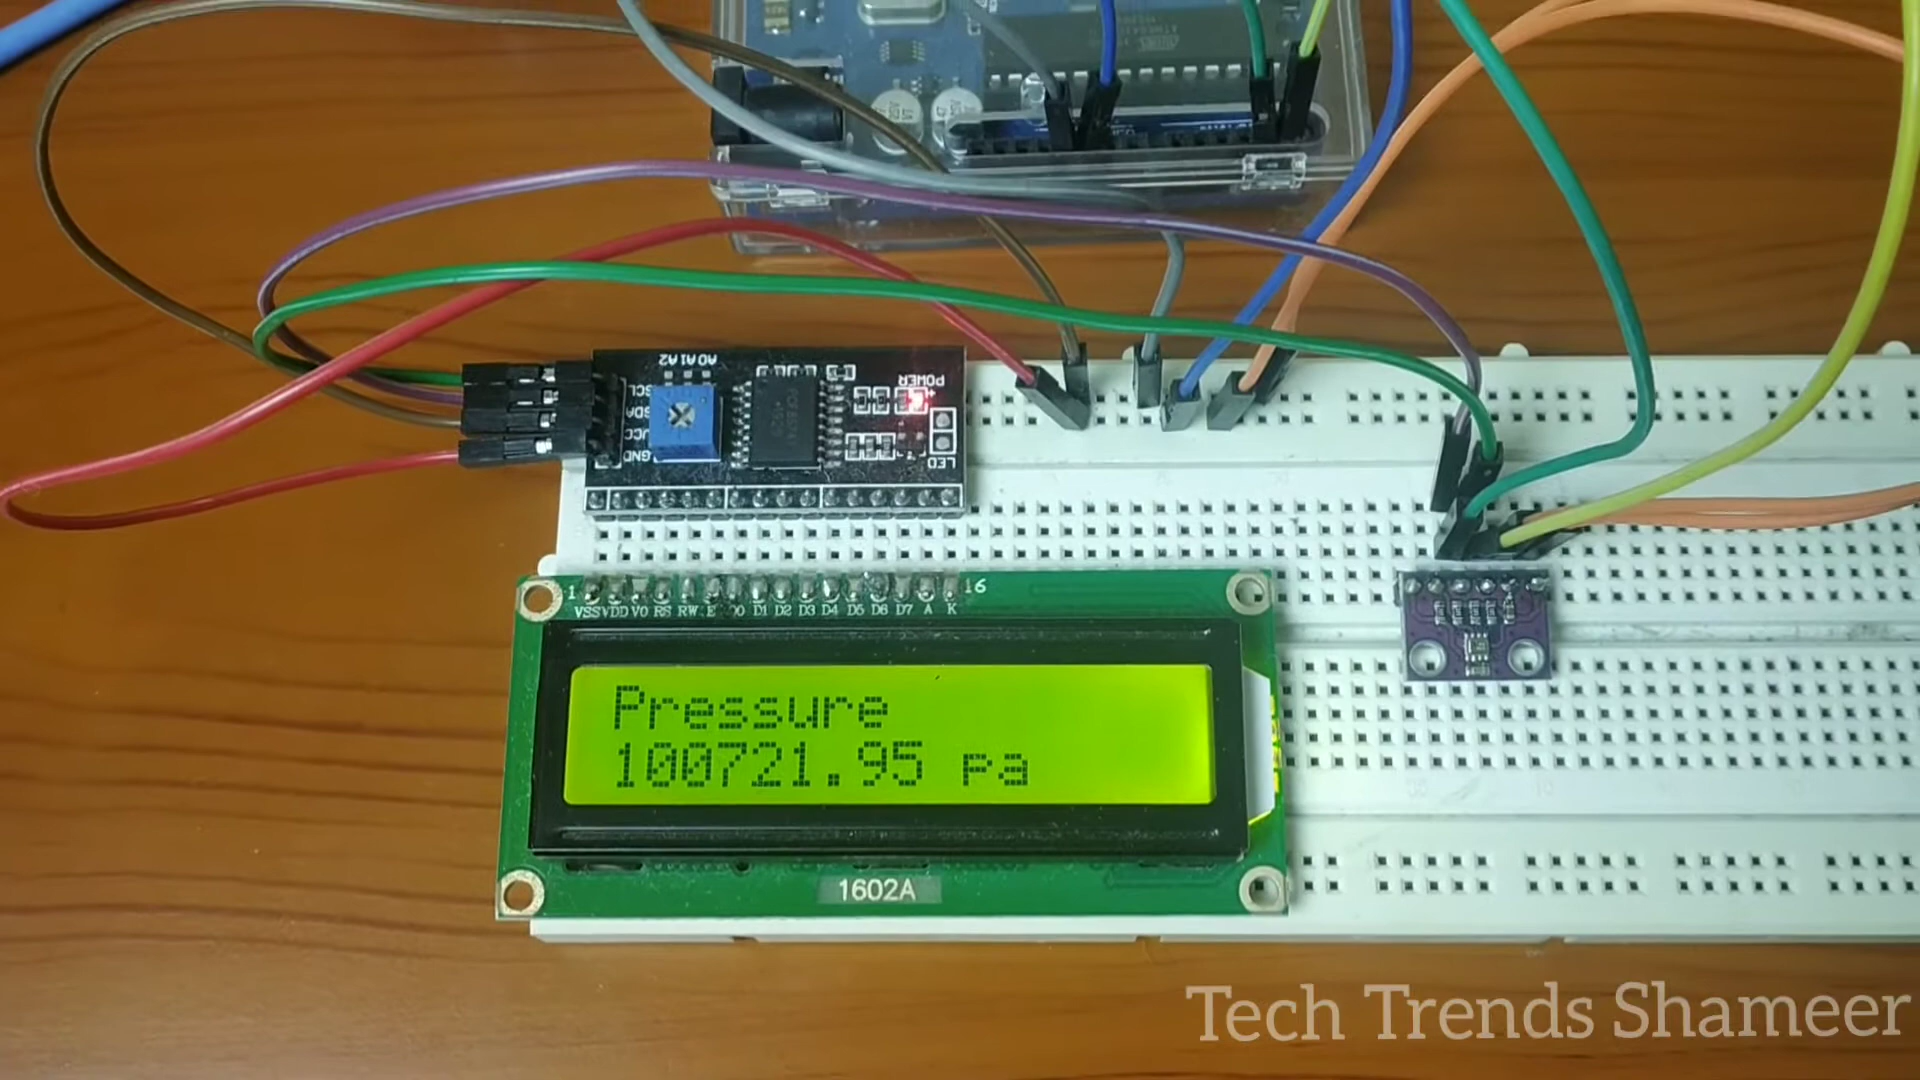 A0 A1 A2
SCL
SDA
VCC
GND
POWER
LED
1
16
VSS VDD V0 RS RW E D0 D1 D2 D3 D4 D5 D6 D7 A K
Pressure
100721.95 pa
1602A
Tech Trends Shameer